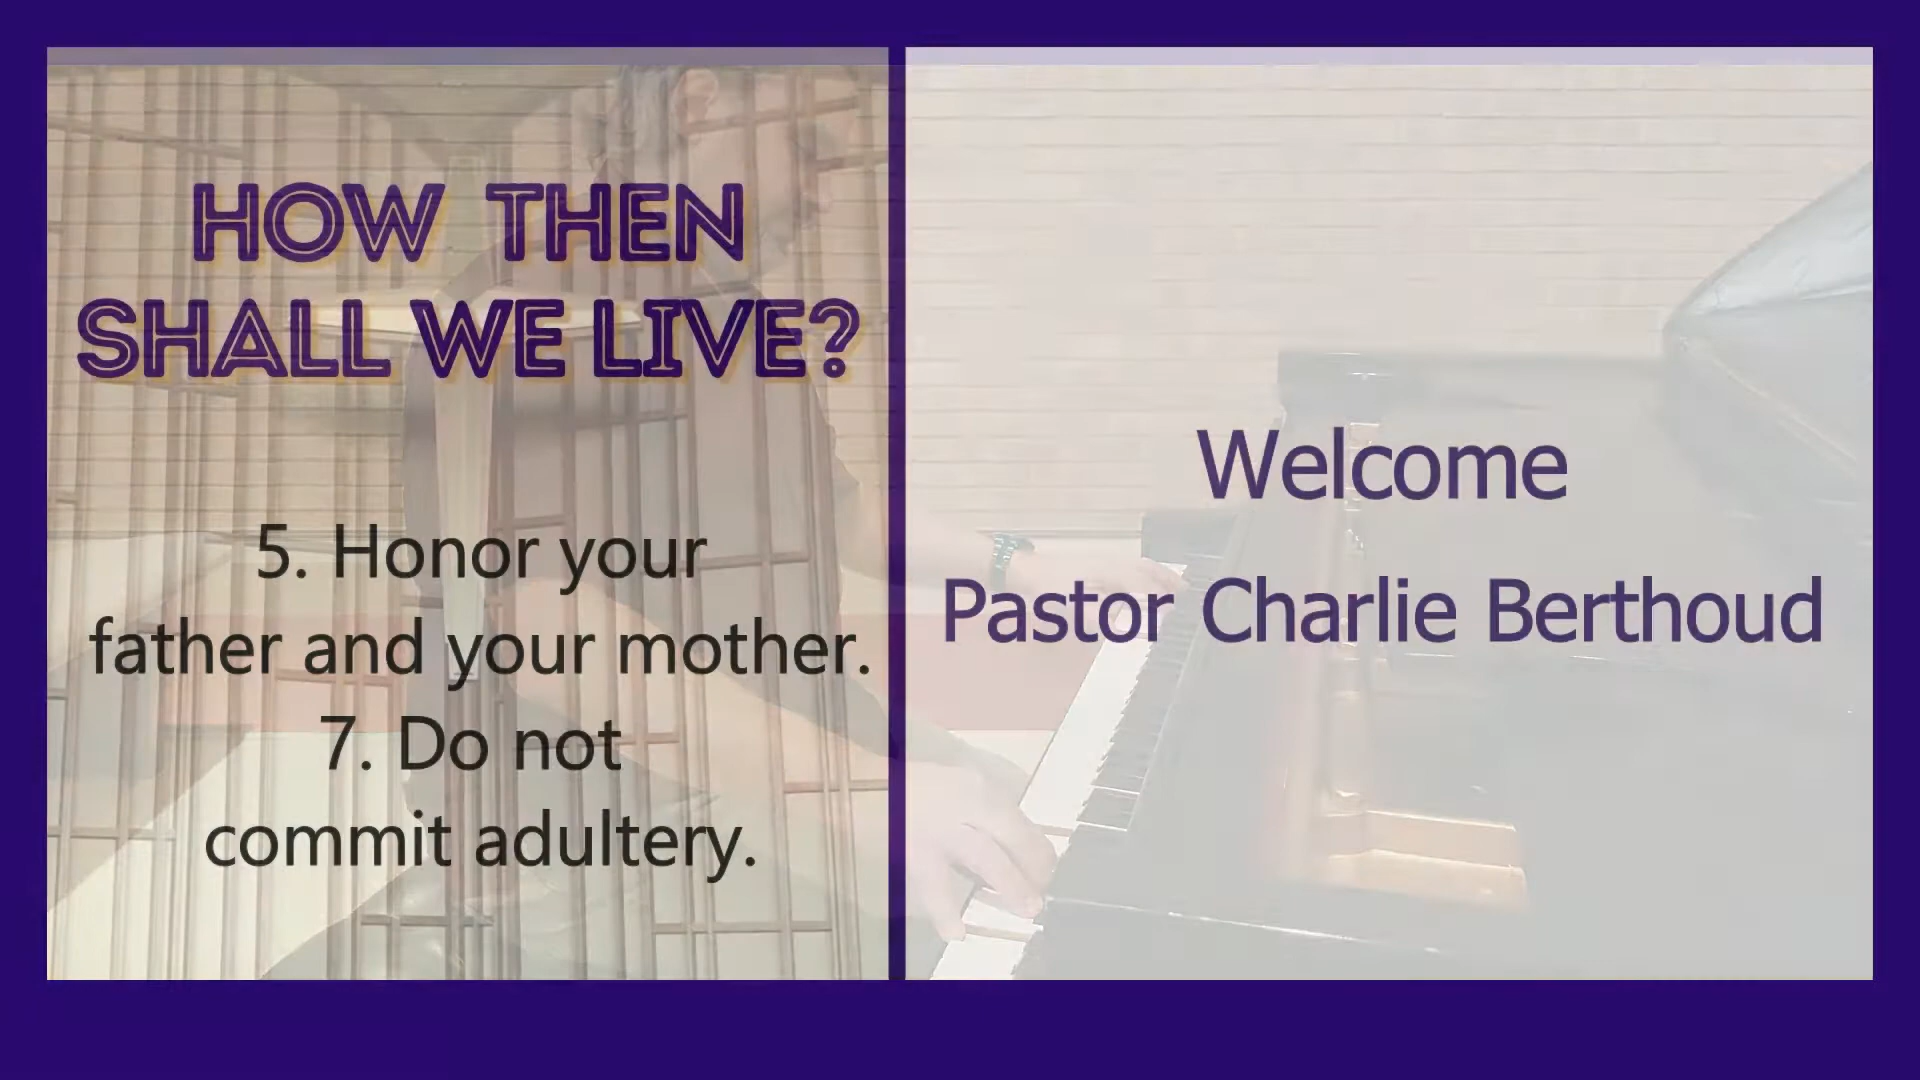 HOW THEN
SHALL WE LIVE?
5. Honor your
father and your mother.
7. Do not
commit adultery.
Welcome
Pastor Charlie Berthoud